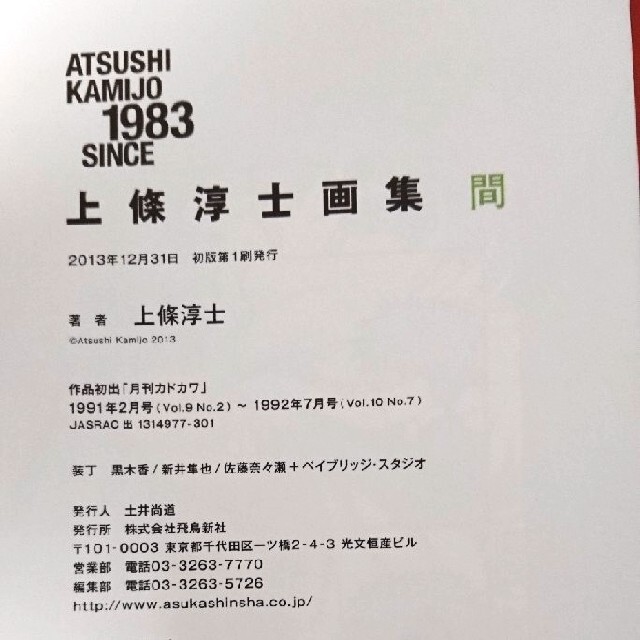 ATSUSHI
KAMIJO
1983
SINCE
上條淳士画集 間
2013年12月31日 初版第1刷発行
著者 上條淳士
©Atsushi Kamijo 2013
作品初出「月刊カドカワ」
1991年2月号(Vol.9 No.2) ~ 1992年7月号(Vol.10 No.7)
JASRAC 出 1314977-301
装丁 黒木香/新井隼也/佐藤奈々瀬+ベイブリッジ・スタジオ
発行人 土井尚道
発行所 株式会社飛鳥新社
〒101-0003 東京都千代田区一ツ橋2-4-3 光文恒産ビル
営業部 電話03-3263-7770
編集部 電話03-3263-5726
http://www.asukashinsha.co.jp/